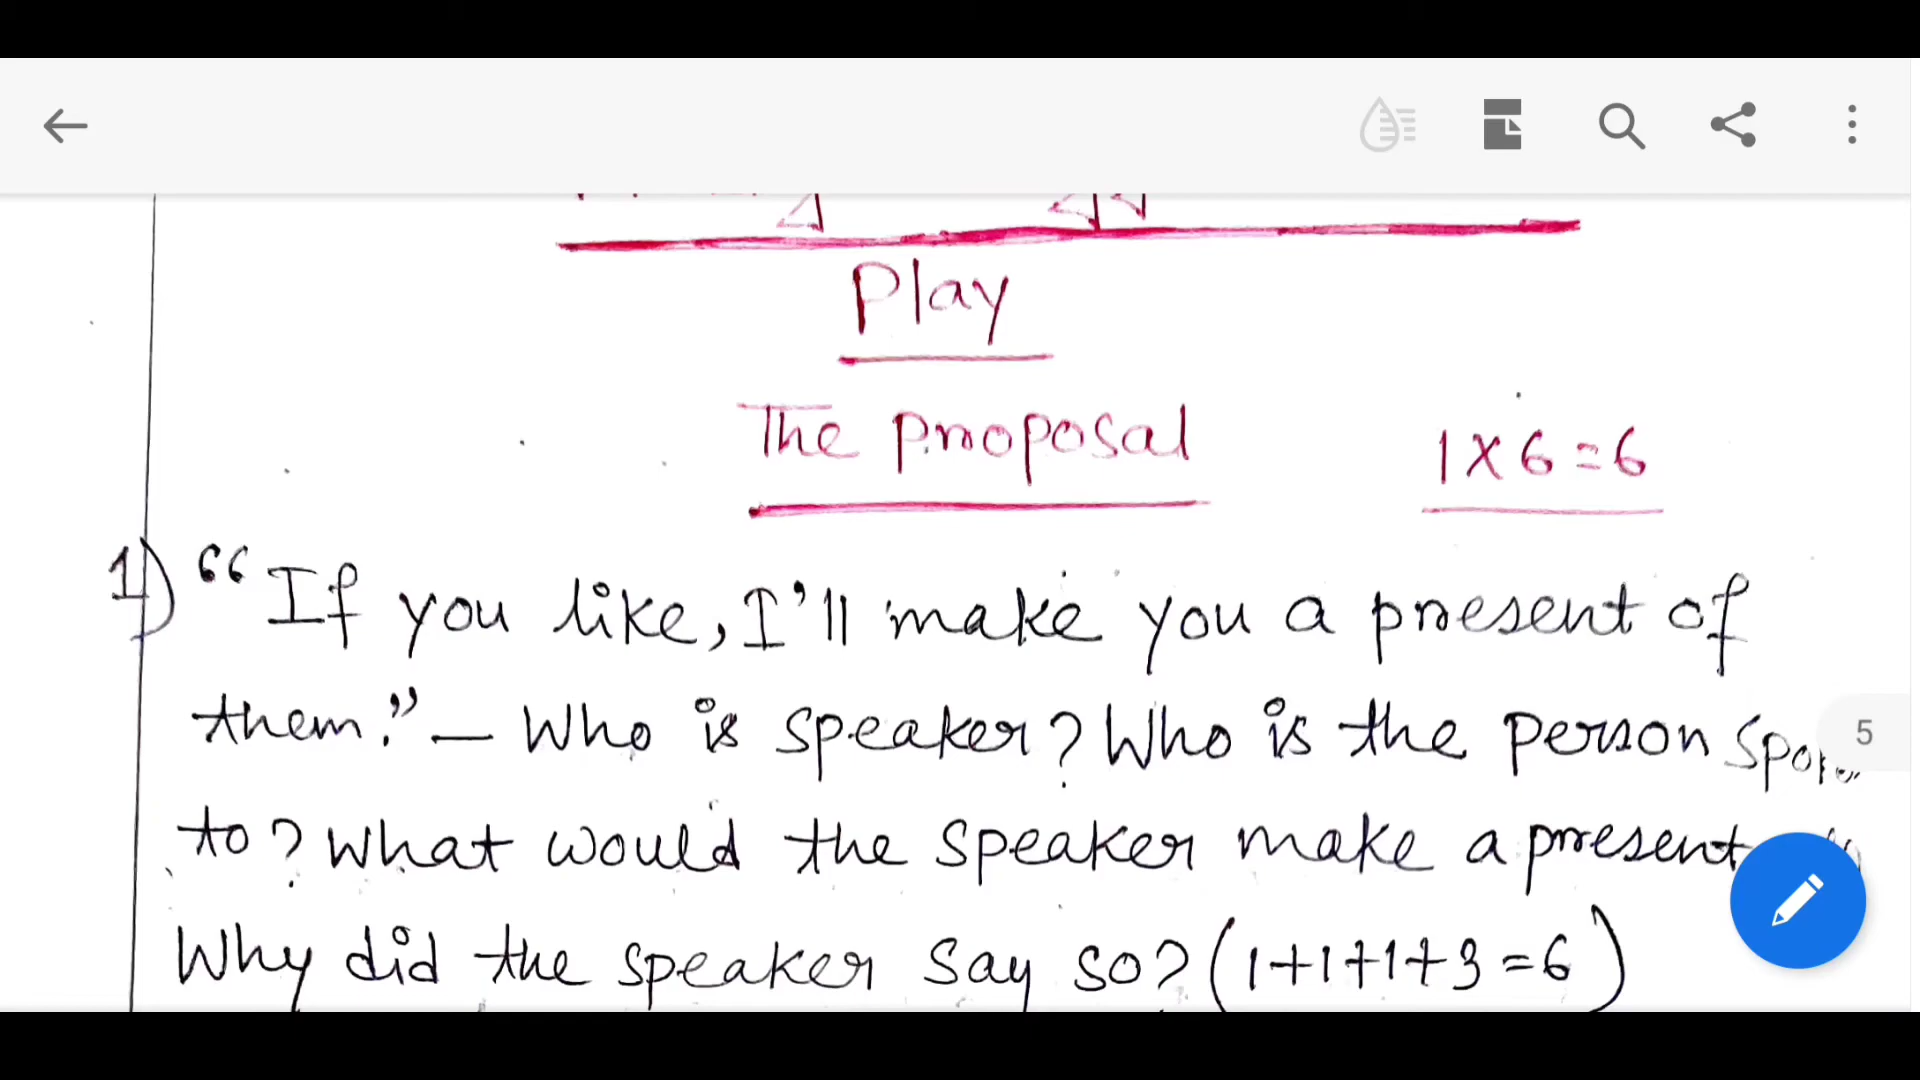 Play
The Proposal
1 x 6 = 6
1) "If you like, I'll make you a present of
them." – Who is speaker? Who is the person
5
to? What would the speaker make a present
Why did the speaker say so? (1+1+1+3=6)